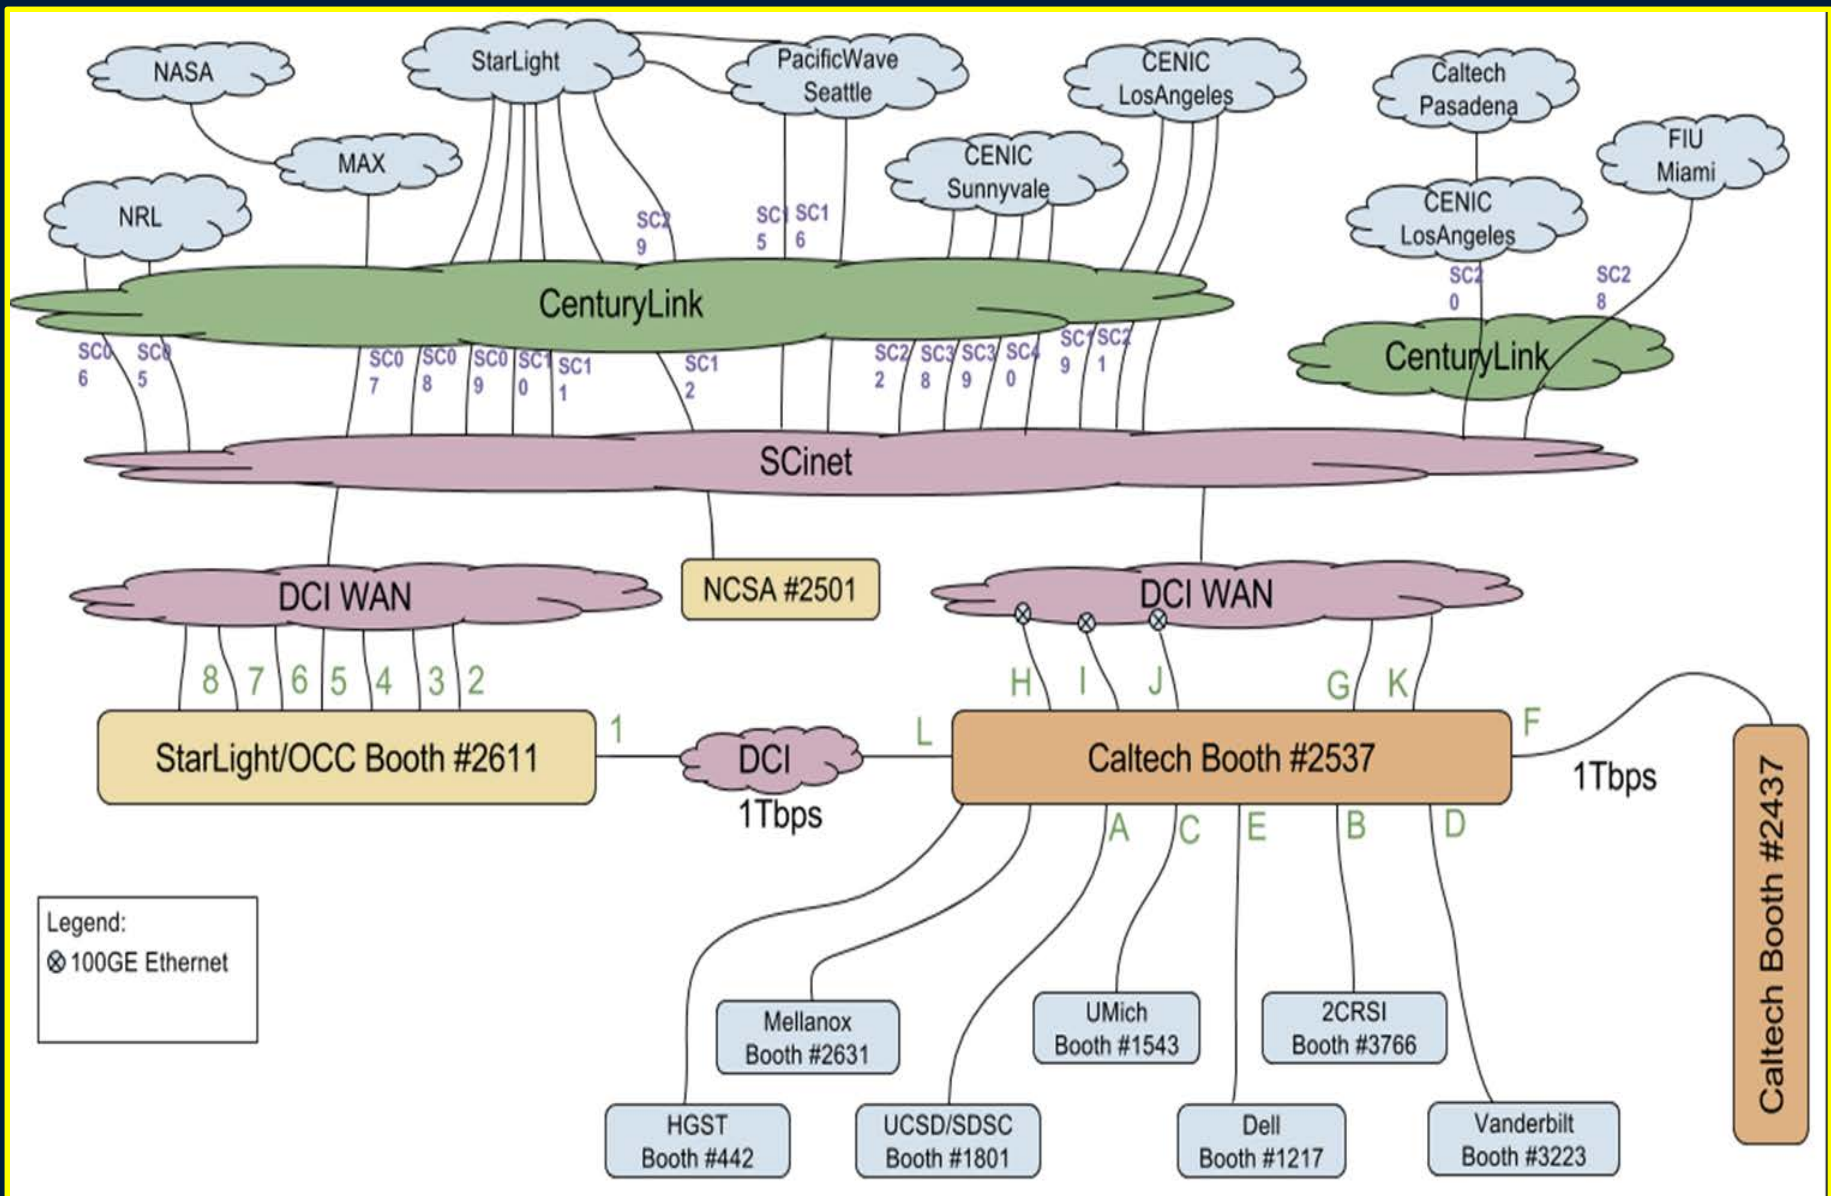 NASA
StarLight
PacificWave
Seattle
CENIC
LosAngeles
Caltech
Pasadena
FIU
Miami
MAX
CENIC
Sunnyvale
NRL
CENIC
LosAngeles
SC2
9
SC1
5
SC1
6
SC2
0
SC2
8
CenturyLink
CenturyLink
SC0
6
SC0
5
SC0
7
SC0
8
SC0
9
SC1
0
SC1
1
SC1
2
SC2
2
SC3
8
SC3
9
SC4
0
SC1
9
SC2
1
SCinet
DCI WAN
NCSA #2501
DCI WAN
8 7 6 5 4 3 2
H I J G K
StarLight/OCC Booth #2611
1
DCI
1Tbps
L
Caltech Booth #2537
F
1Tbps
Caltech Booth #2437
A C E B D
Legend:
100GE Ethernet
Mellanox
Booth #2631
UMich
Booth #1543
2CRSI
Booth #3766
HGST
Booth #442
UCSD/SDSC
Booth #1801
Dell
Booth #1217
Vanderbilt
Booth #3223